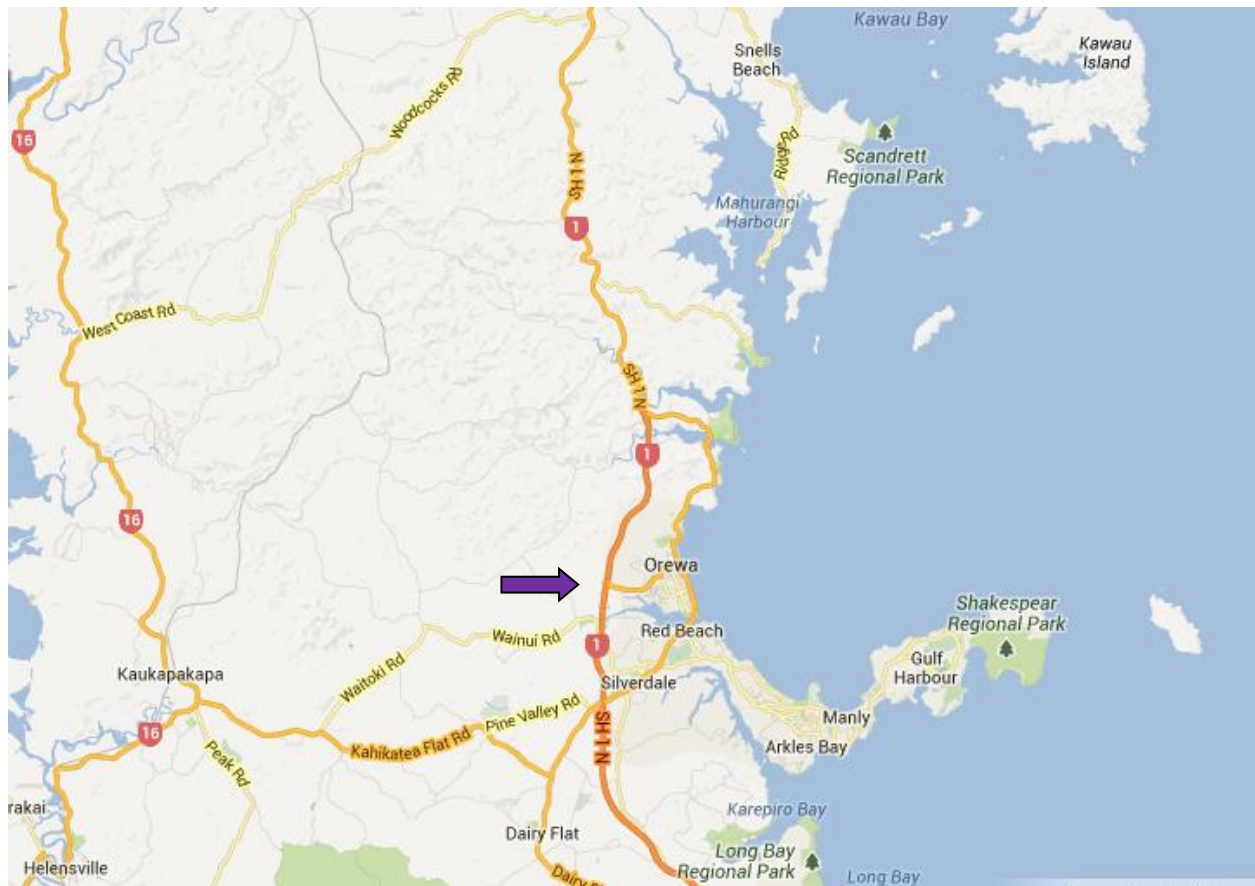 Kawau Bay
Snells
Beach
Kawau
Island
16
Woodcocks Rd
SH 1 N
Ridge Rd
Scandrett
Regional Park
Mahurangi
Harbour
1
West Coast Rd
SH 1 N
1
16
Orewa
Shakespear
Regional Park
Wainui Rd
Red Beach
1
Gulf
Harbour
Waitoki Rd
Kaukapakapa
Silverdale
Pine Valley Rd
Manly
16
Kahikatea Flat Rd
SH 1 N
Arkles Bay
Peak Rd
rakai
Karepiro Bay
Dairy Flat
Long Bay
Regional Park
Helensville
Dairy
Long Bay